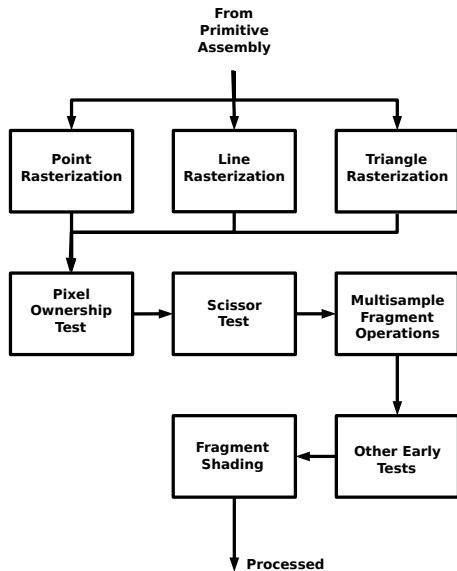 From
Primitive
Assembly
Point
Rasterization
Line
Rasterization
Triangle
Rasterization
Pixel
Ownership
Test
Scissor
Test
Multisample
Fragment
Operations
Fragment
Shading
Other Early
Tests
Processed